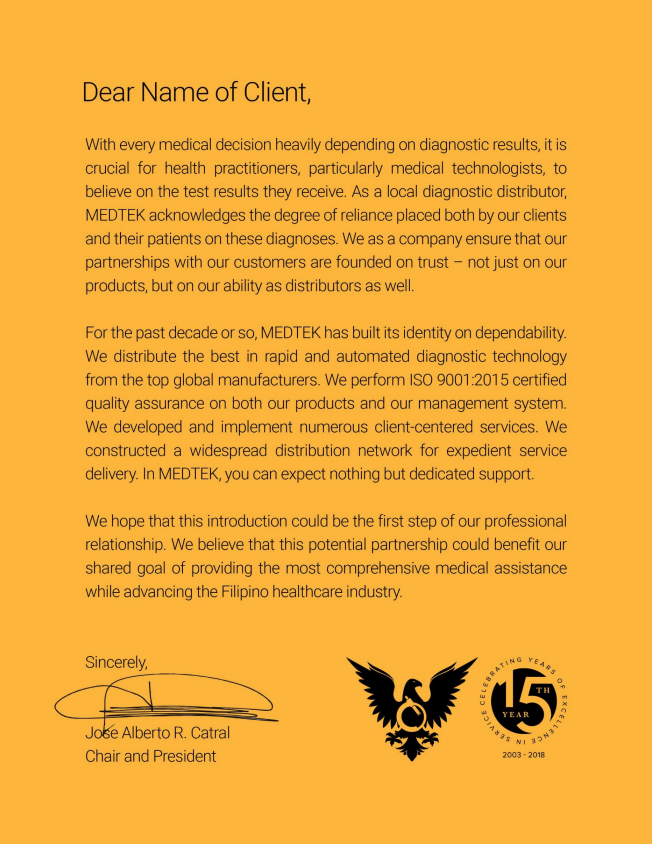 Dear Name of Client,
With every medical decision heavily depending on diagnostic results, it is
crucial for health practitioners, particularly medical technologists, to
believe on the test results they receive. As a local diagnostic distributor,
MEDTEK acknowledges the degree of reliance placed both by our clients
and their patients on these diagnoses. We as a company ensure that our
partnerships with our customers are founded on trust – not just on our
products, but on our ability as distributors as well.
For the past decade or so, MEDTEK has built its identity on dependability.
We distribute the best in rapid and automated diagnostic technology
from the top global manufacturers. We perform ISO 9001:2015 certified
quality assurance on both our products and our management system.
We developed and implement numerous client-centered services. We
constructed a widespread distribution network for expedient service
delivery. In MEDTEK, you can expect nothing but dedicated support.
We hope that this introduction could be the first step of our professional
relationship. We believe that this potential partnership could benefit our
shared goal of providing the most comprehensive medical assistance
while advancing the Filipino healthcare industry.
Sincerely,
Jose Alberto R. Catral
Chair and President
CELEBRATING YEARS OF EXCELLENCE IN SERVICE
15TH
YEAR
2003 - 2018